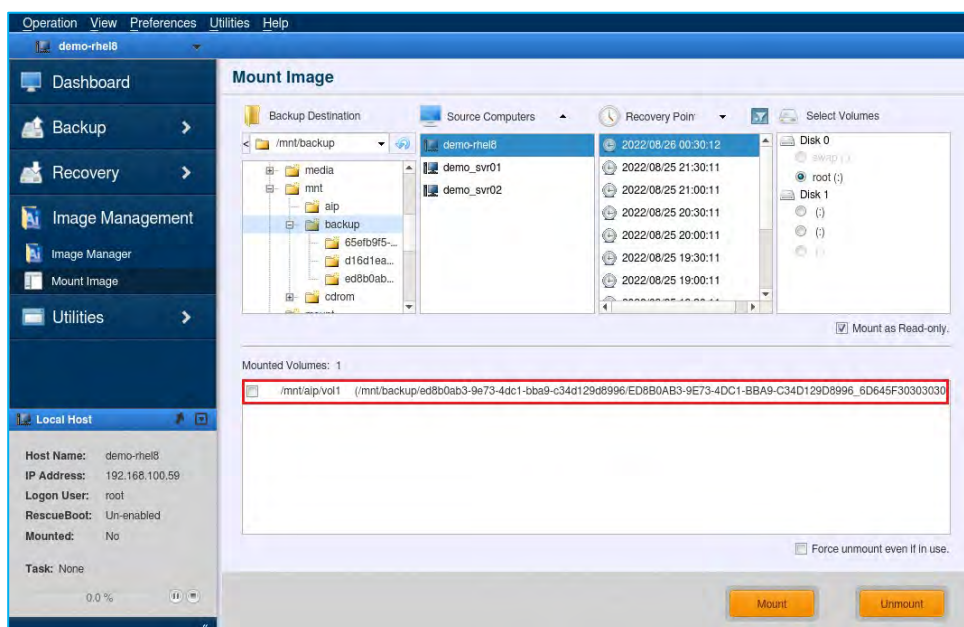 Operation View Preferences Utilities Help
demo-rhel8
Dashboard
Backup
Recovery
Image Management
Image Manager
Mount Image
Utilities
Local Host
Host Name: demo-rhel8
IP Address: 192.168.100.59
Logon User: root
RescueBoot: Un-enabled
Mounted: No
Task: None
0.0 %
Mount Image
Backup Destination
/mnt/backup
media
mnt
aip
backup
65efb9f5-...
d16d1ea...
ed8b0ab...
cdrom
Source Computers
demo-rhel8
demo_svr01
demo_svr02
Recovery Poin
2022/08/26 00:30:12
2022/08/25 21:30:11
2022/08/25 21:00:11
2022/08/25 20:30:11
2022/08/25 20:00:11
2022/08/25 19:30:11
2022/08/25 19:00:11
Select Volumes
Disk 0
swap (:)
root (:)
Disk 1
(:)
(:)
(:)
Mount as Read-only.
Mounted Volumes: 1
/mnt/aip/vol1 (/mnt/backup/ed8b0ab3-9e73-4dc1-bba9-c34d129d8996/ED8B0AB3-9E73-4DC1-BBA9-C34D129D8996_6D645F30303030
Force unmount even if in use.
Mount
Unmount